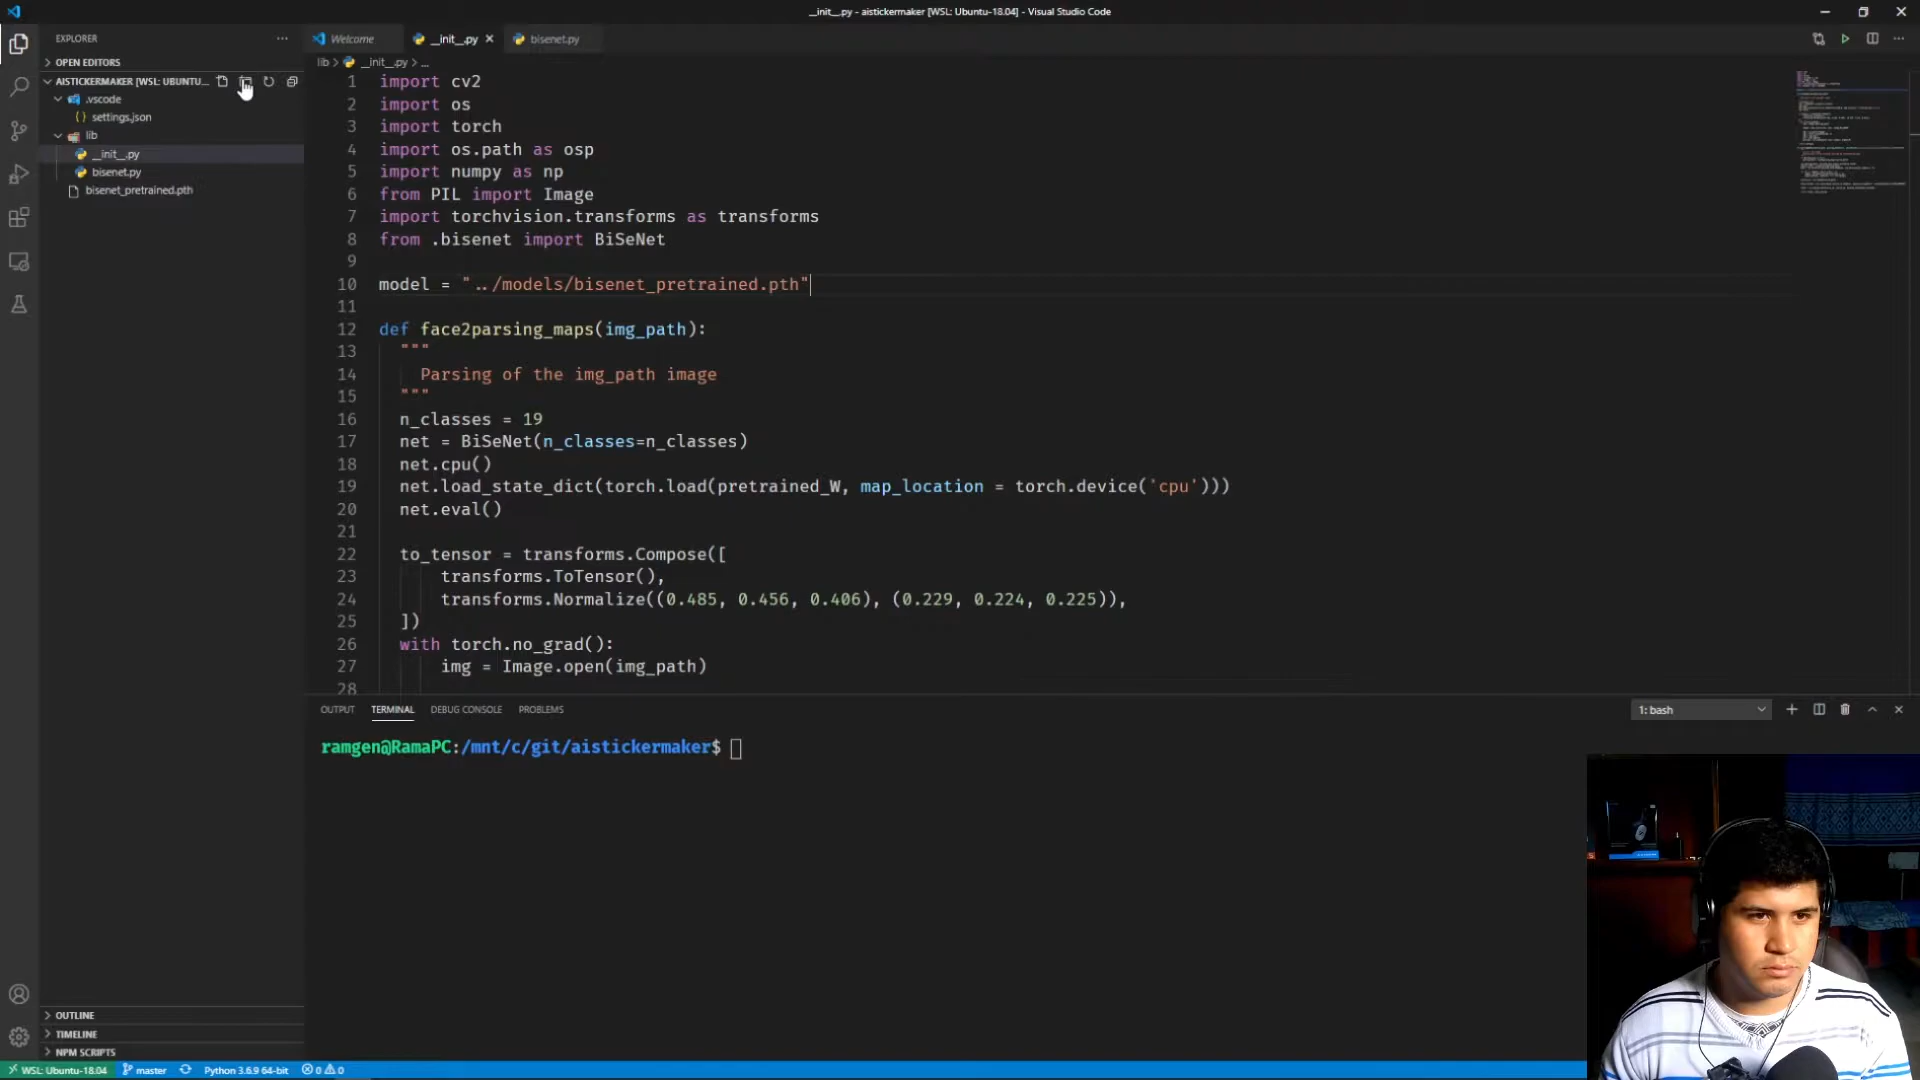 __init__.py - aistickermaker [WSL: Ubuntu-18.04] - Visual Studio Code
EXPLORER
Welcome
__init__.py
bisenet.py
OPEN EDITORS
lib > __init__.py > ...
AISTICKERMAKER [WSL: UBUNTU...
.vscode
{ } settings.json
lib
__init__.py
bisenet.py
bisenet_pretrained.pth
1 import cv2
2 import os
3 import torch
4 import os.path as osp
5 import numpy as np
6 from PIL import Image
7 import torchvision.transforms as transforms
8 from .bisenet import BiSeNet
9
10 model = "../models/bisenet_pretrained.pth"
11
12 def face2parsing_maps(img_path):
13 """
14 Parsing of the img_path image
15 """
16 n_classes = 19
17 net = BiSeNet(n_classes=n_classes)
18 net.cpu()
19 net.load_state_dict(torch.load(pretrained_W, map_location = torch.device('cpu')))
20 net.eval()
21
22 to_tensor = transforms.Compose([
23 transforms.ToTensor(),
24 transforms.Normalize((0.485, 0.456, 0.406), (0.229, 0.224, 0.225)),
25 ])
26 with torch.no_grad():
27 img = Image.open(img_path)
28
OUTPUT TERMINAL DEBUG CONSOLE PROBLEMS
1: bash
ramgen@RamaPC:/mnt/c/git/aistickermaker$
OUTLINE
TIMELINE
NPM SCRIPTS
WSL: Ubuntu-18.04 master Python 3.6.9 64-bit 0 0